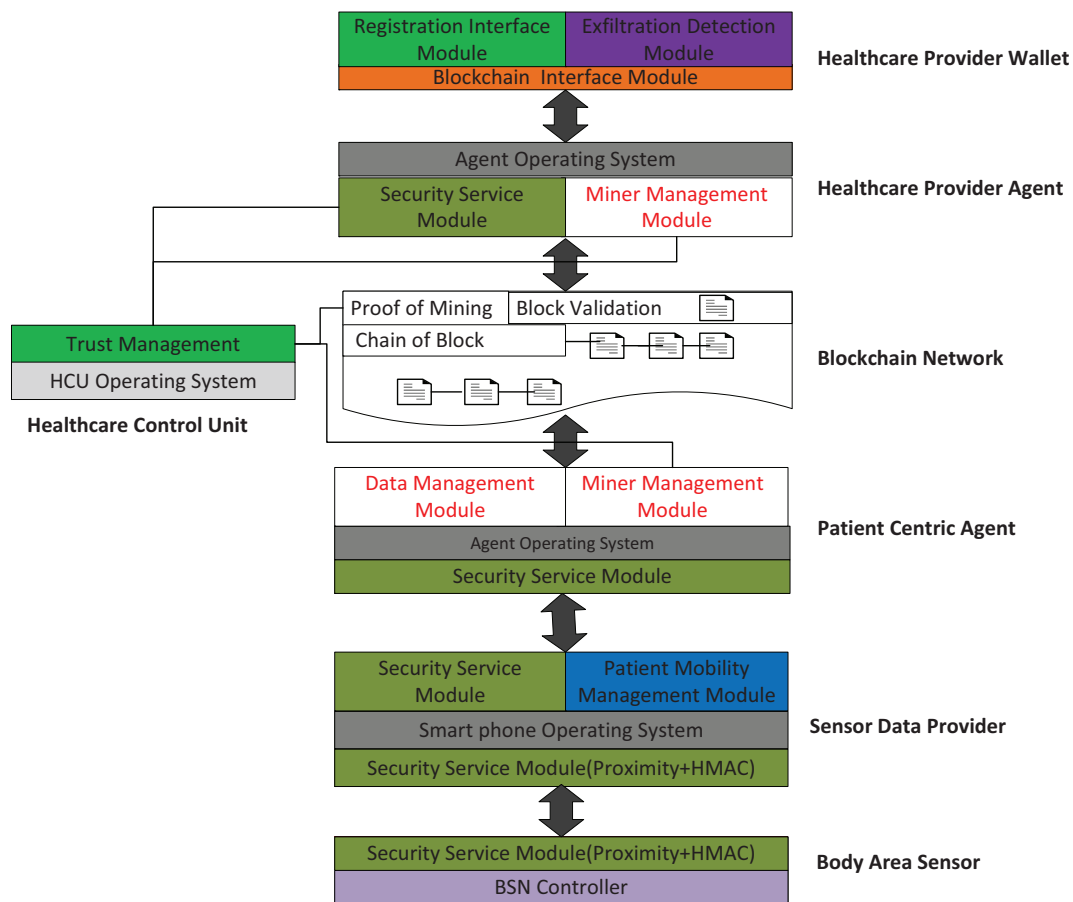 Registration Interface
Module
Exfiltration Detection
Module
Blockchain  Interface Module
Healthcare Provider Wallet
Agent Operating System
Security Service
Module
Miner Management
Module
Healthcare Provider Agent
Proof of Mining
Block Validation
Chain of Block
Blockchain Network
Trust Management
HCU Operating System
Healthcare Control Unit
Data Management
Module
Miner Management
Module
Agent Operating System
Security Service Module
Patient Centric Agent
Security Service
Module
Patient Mobility
Management Module
Smart phone Operating System
Security Service Module(Proximity+HMAC)
Sensor Data Provider
Security Service Module(Proximity+HMAC)
BSN Controller
Body Area Sensor